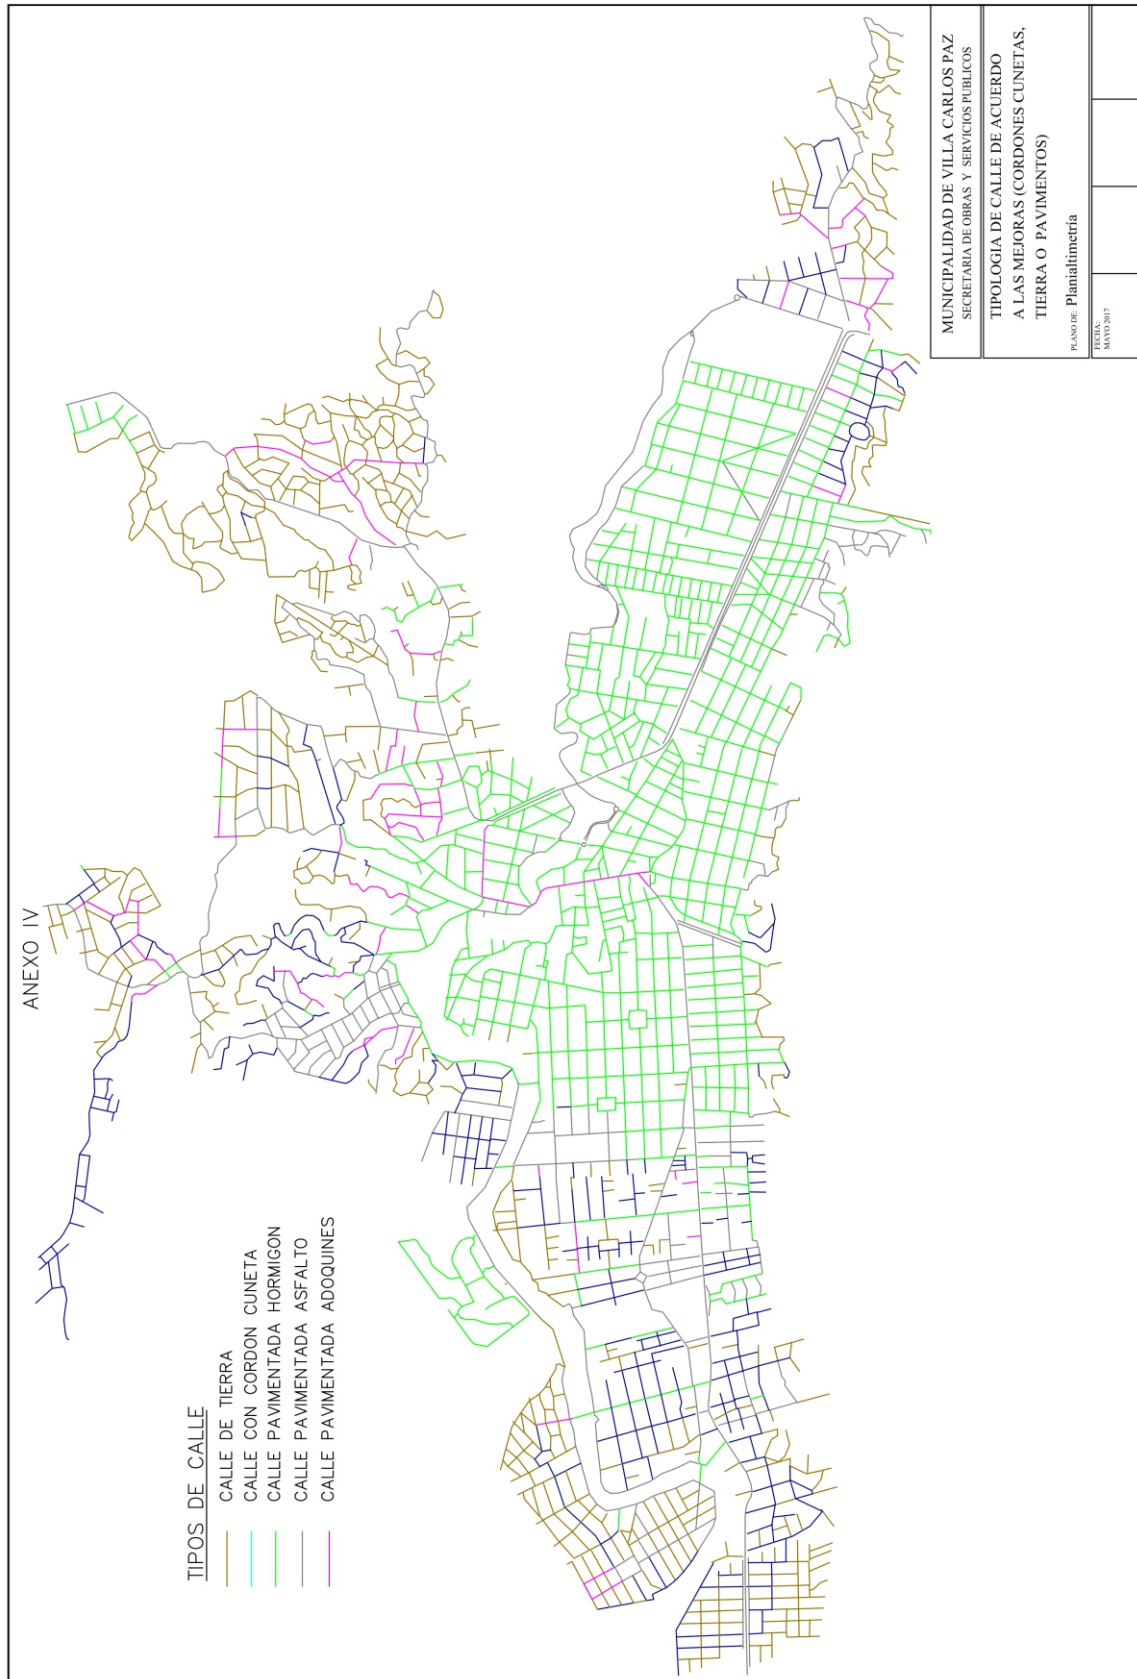 ANEXO IV
TIPOS DE CALLE
CALLE DE TIERRA
CALLE CON CORDON CUNETA
CALLE PAVIMENTADA HORMIGON
CALLE PAVIMENTADA ASFALTO
CALLE PAVIMENTADA ADOQUINES
MUNICIPALIDAD DE VILLA CARLOS PAZ
SECRETARIA DE OBRAS Y SERVICIOS PUBLICOS
TIPOLOGIA DE CALLE DE ACUERDO
A LAS MEJORAS (CORDONES CUNETAS,
TIERRA O PAVIMENTOS)
PLANO DE: Planialtimetria
FECHA:
MAYO 2017